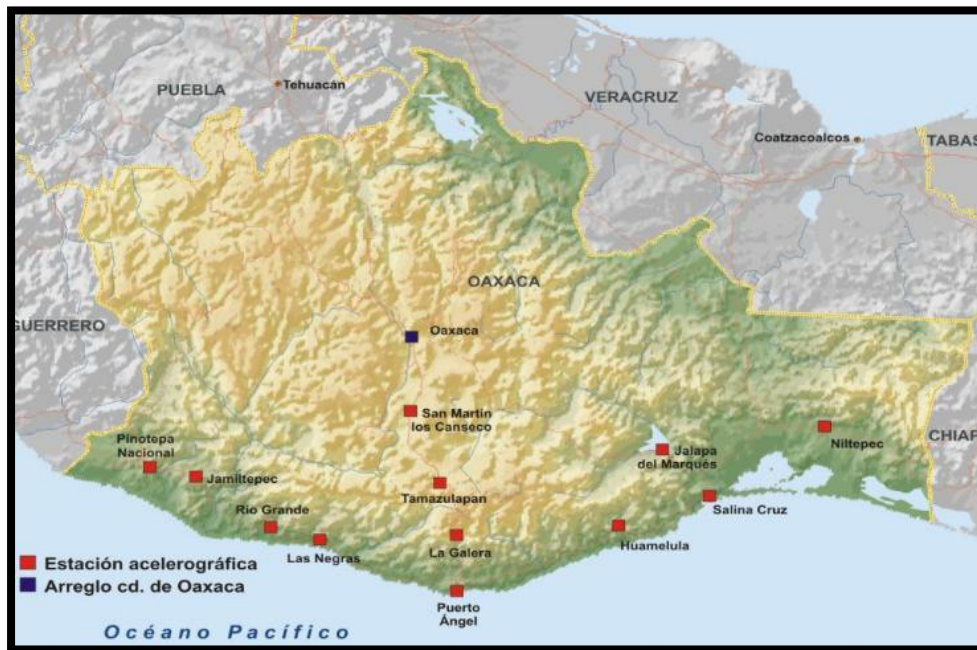 Tehuacán
PUEBLA
VERACRUZ
Coatzacoalcos
TABAS
OAXACA
GUERRERO
Oaxaca
San Martín
los Canseco
Pinotepa
Nacional
Jamiltepec
Niltepec
CHIAP
Jalapa
del Marqués
Tamazulapan
Salina Cruz
Río Grande
Las Negras
La Galera
Huamelula
Estación acelerográfica
Arreglo cd. de Oaxaca
Puerto
Ángel
Océano Pacífico